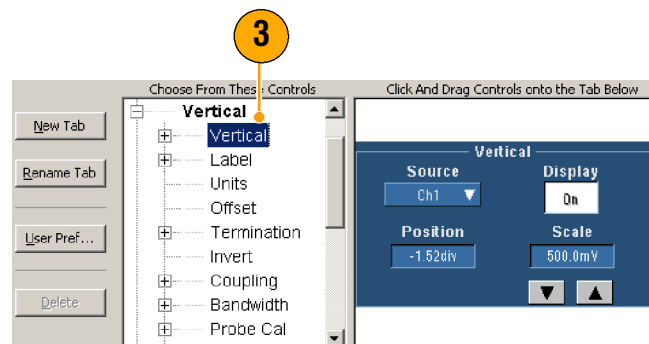 3
Choose From These Controls
Click And Drag Controls onto the Tab Below
New Tab
Rename Tab
User Pref...
Delete
Vertical
Vertical
Label
Units
Offset
Termination
Invert
Coupling
Bandwidth
Probe Cal
Vertical
Source Display
Ch1 On
Position Scale
-1.52div 500.0mV